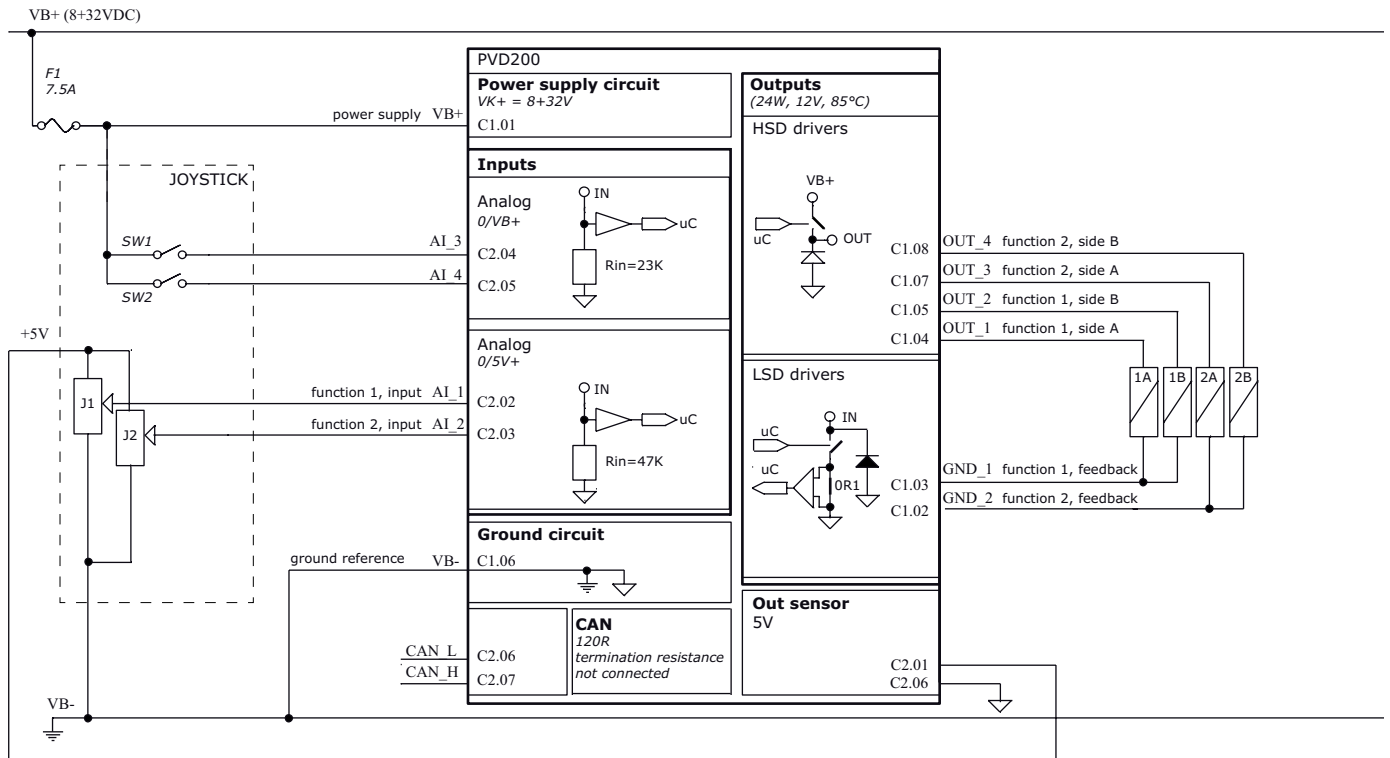 VB+ (8+32VDC)
F1
7.5A
power supply VB+
JOYSTICK
SW1
AI_3
AI_4
SW2
+5V
J1
J2
function 1, input AI_1
function 2, input AI_2
ground reference VB-
CAN_L
CAN_H
VB-
PVD200
Power supply circuit
VK+ = 8+32V
C1.01
Inputs
Analog
0/VB+
C2.04
C2.05
IN
uC
Rin=23K
Analog
0/5V+
C2.02
C2.03
IN
uC
Rin=47K
Ground circuit
C1.06
C2.06
C2.07
CAN
120R
termination resistance
not connected
Outputs
(24W, 12V, 85°C)
HSD drivers
VB+
uC
OUT
C1.08
C1.07
C1.05
C1.04
LSD drivers
IN
uC
uC
0R1
C1.03
C1.02
Out sensor
5V
C2.01
C2.06
OUT_4 function 2, side B
OUT_3 function 2, side A
OUT_2 function 1, side B
OUT_1 function 1, side A
1A 1B 2A 2B
GND_1 function 1, feedback
GND_2 function 2, feedback